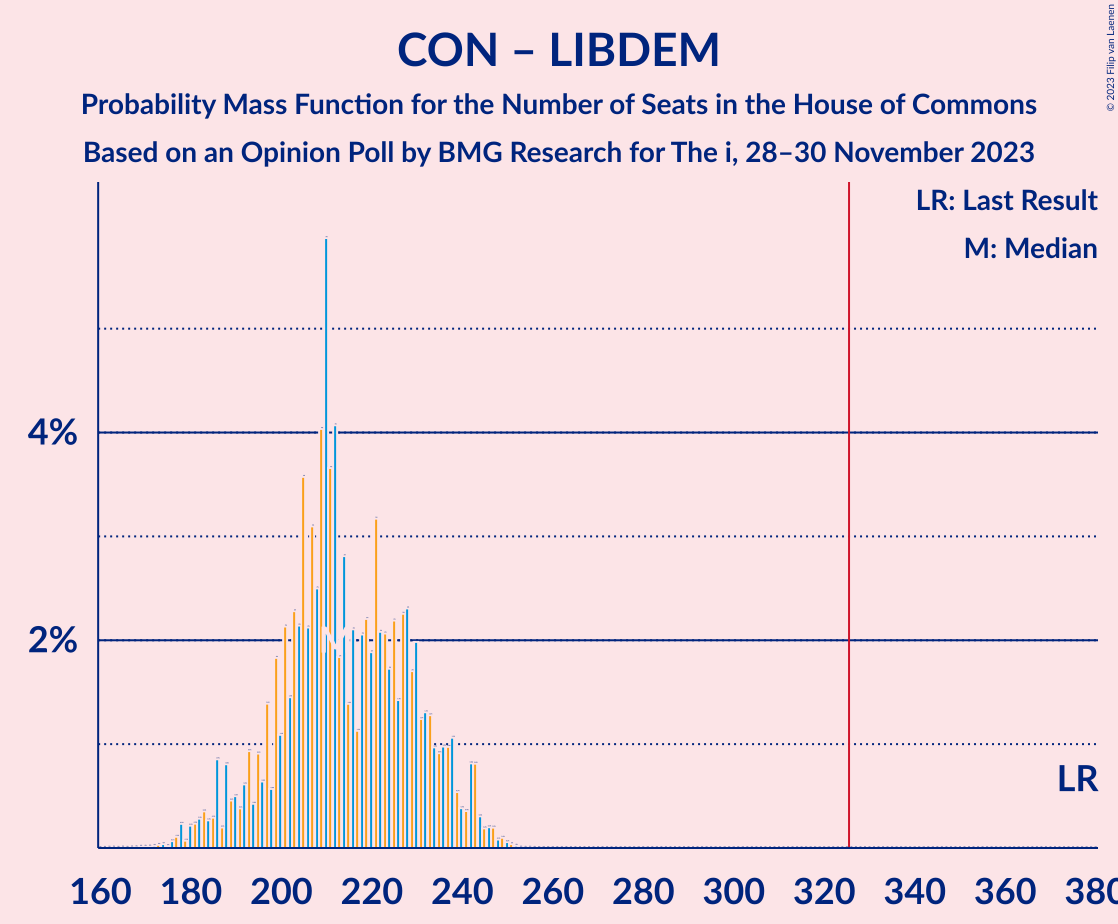 CON – LIBDEM
Probability Mass Function for the Number of Seats in the House of Commons
Based on an Opinion Poll by BMG Research for The i, 28–30 November 2023
© 2023 Filip van Laenen
LR: Last Result
M: Median
4%
2%
M
LR
160 180 200 220 240 260 280 300 320 340 360 380